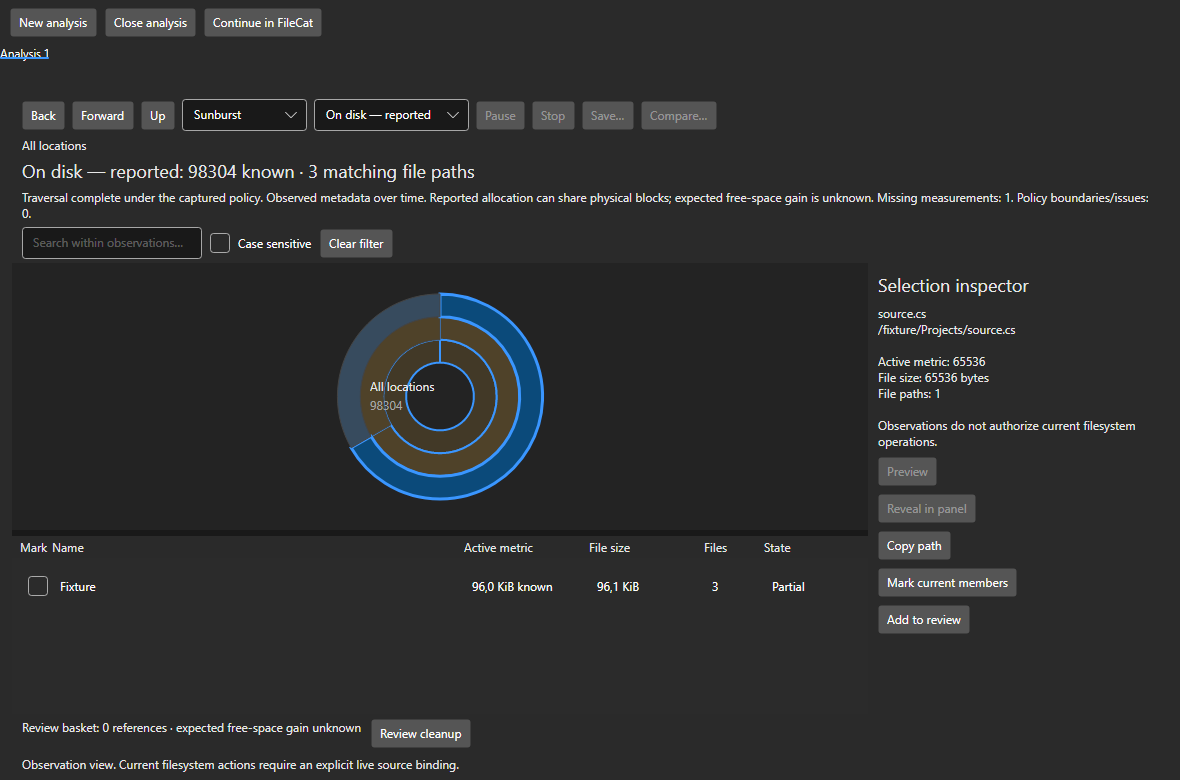 New analysis Close analysis Continue in FileCat
Analysis 1
Back Forward Up Sunburst On disk — reported Pause Stop Save... Compare...
All locations
On disk — reported: 98304 known · 3 matching file paths
Traversal complete under the captured policy. Observed metadata over time. Reported allocation can share physical blocks; expected free-space gain is unknown. Missing measurements: 1. Policy boundaries/issues:
0.
Search within observations... Case sensitive Clear filter
All locations
98304
Selection inspector
source.cs
/fixture/Projects/source.cs
Active metric: 65536
File size: 65536 bytes
File paths: 1
Observations do not authorize current filesystem
operations.
Preview
Reveal in panel
Copy path
Mark current members
Add to review
Mark Name Active metric File size Files State
Fixture 96,0 KiB known 96,1 KiB 3 Partial
Review basket: 0 references · expected free-space gain unknown Review cleanup
Observation view. Current filesystem actions require an explicit live source binding.